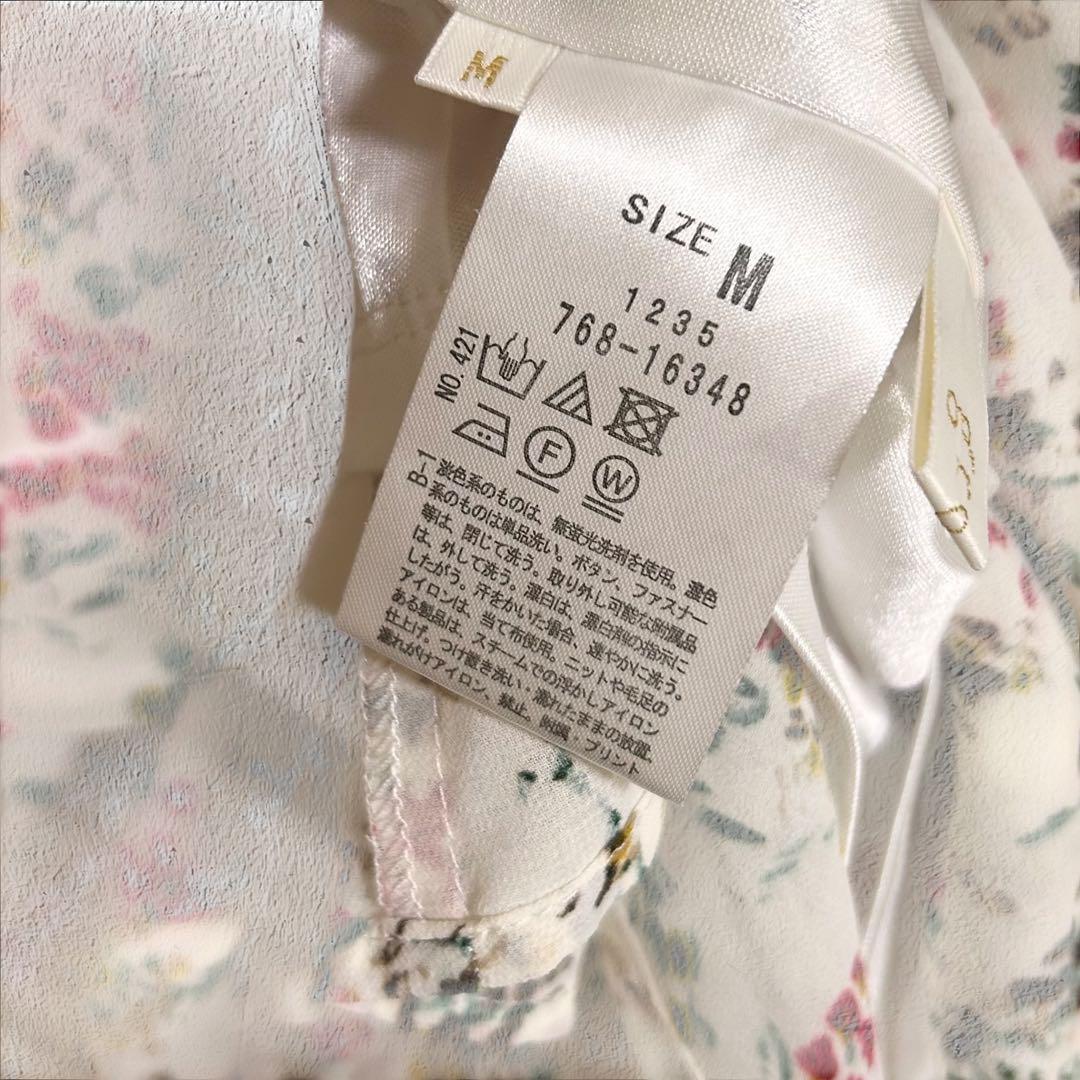 M
SIZE M
1235
768-16348
NO. 421
F
W
B-1 淡色系のものは、無蛍光洗剤を使用。濃色
系のものは単品洗い。ボタン、ファスナー
等は、閉じて洗う。取り外し可能な附属品
は、外して洗う。漂白は、漂白剤の指示に
したがう。汗をかいた場合、速やかに洗う。
アイロンは、当て布使用。ニットや毛足の
ある製品は、スチームでの浮かしアイロン
仕上げ。つけ置き洗い・濡れたままの放置、
濡れがけアイロン、禁止。附属・プリント